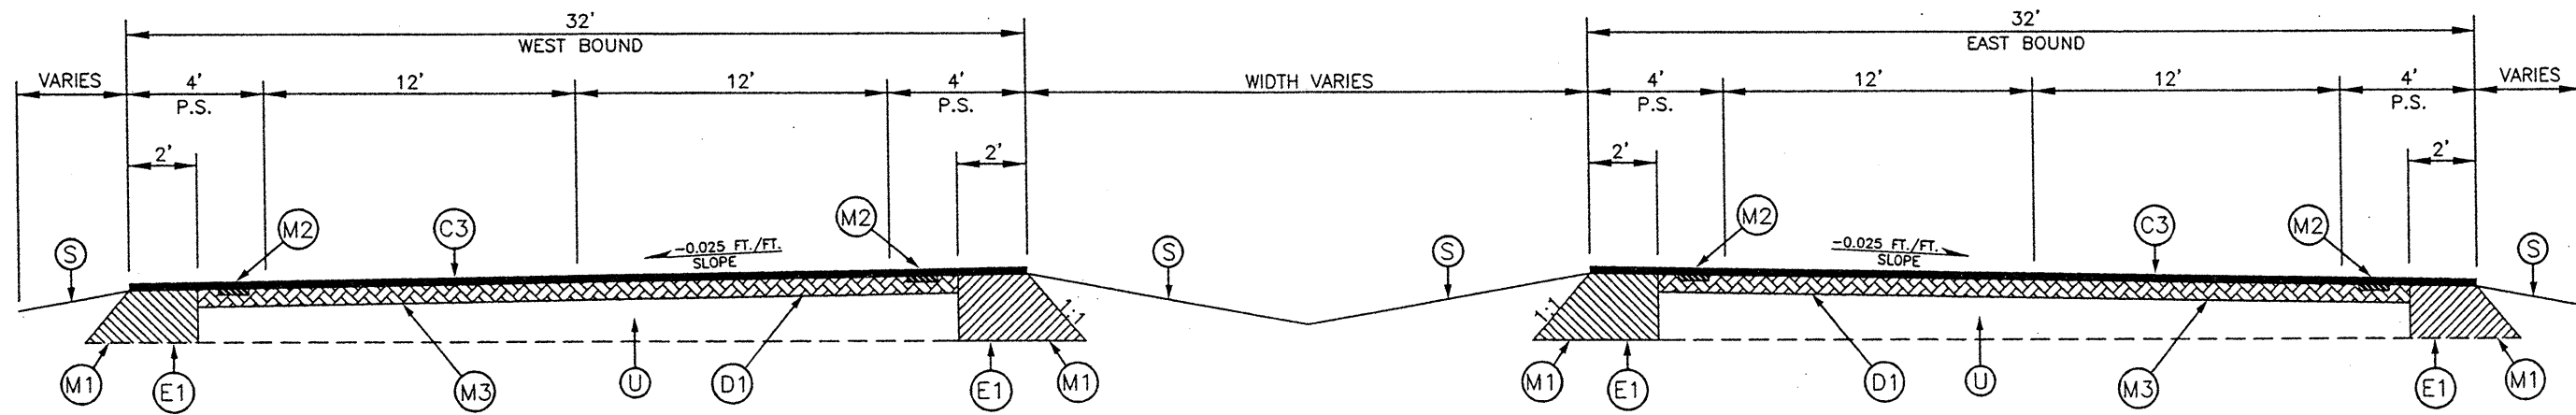 32' 32'
WEST BOUND EAST BOUND
VARIES 4' 12' 12' 4' WIDTH VARIES 4' 12' 12' 4' VARIES
P.S. P.S. P.S. P.S.
2' 2' 2' 2'
M2 C3 M2 M2 C3 M2
S -0.025 FT./FT. S S -0.025 FT./FT. S
SLOPE SLOPE
1:1 1:1
M1 E1 M3 U D1 E1 M1 M1 E1 D1 U M3 E1 M1